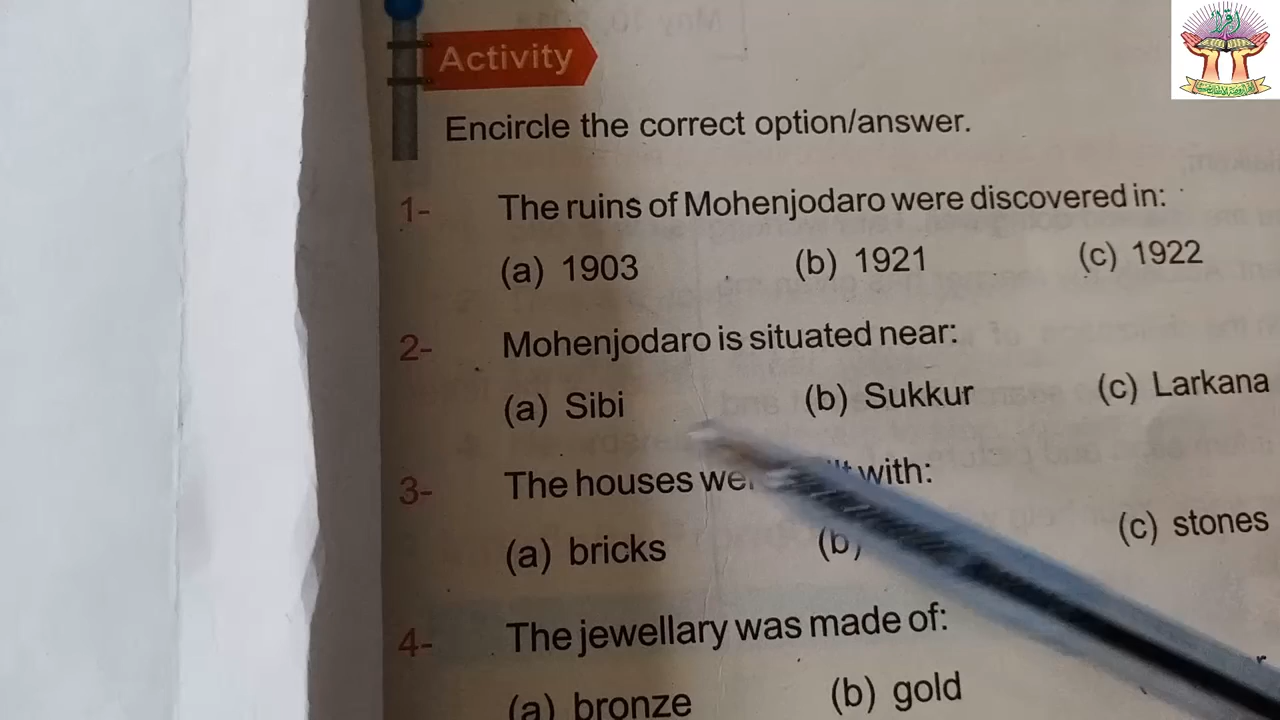 Activity
Encircle the correct option/answer.
1- The ruins of Mohenjodaro were discovered in:
(a) 1903 (b) 1921 (c) 1922
2- Mohenjodaro is situated near:
(a) Sibi (b) Sukkur (c) Larkana
3- The houses with:
(a) bricks (b) (c) stones
4- The jewellary was made of:
(a) bronze (b) gold